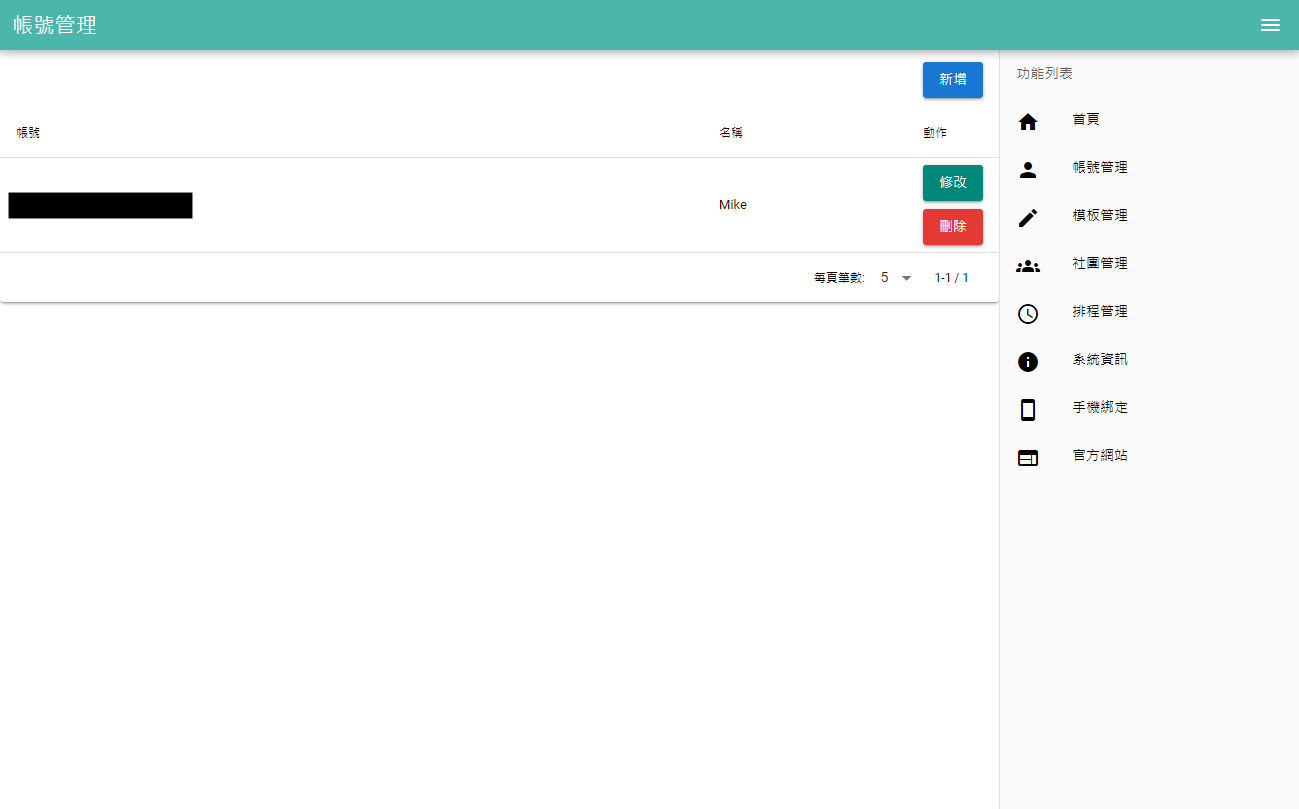 帳號管理
新增
帳號 名稱 動作
Mike
修改
刪除
每頁筆數: 5 1-1 / 1
功能列表
首頁
帳號管理
模板管理
社團管理
排程管理
系統資訊
手機綁定
官方網站